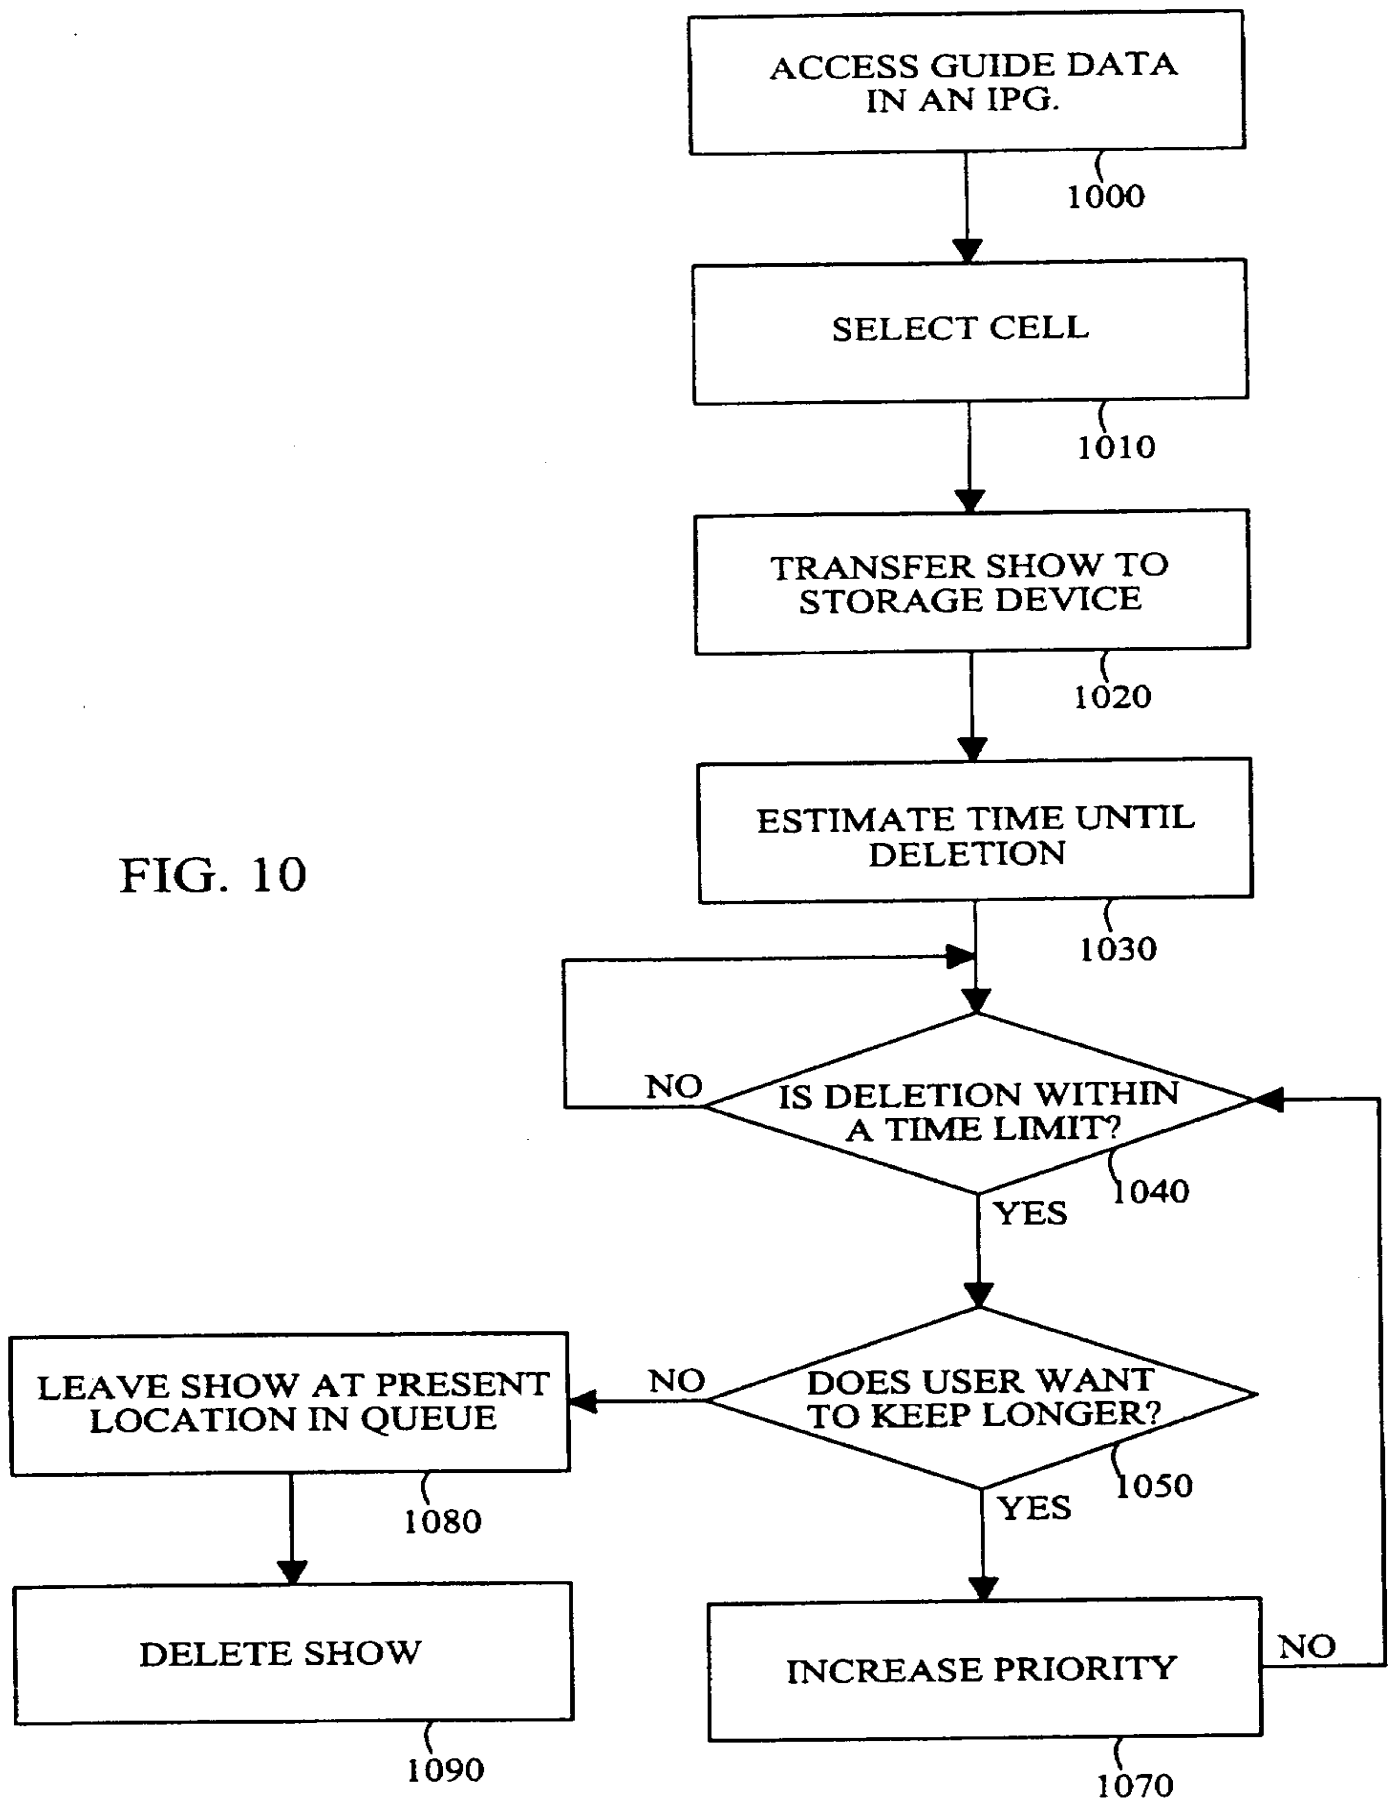 ACCESS GUIDE DATA
IN AN IPG.
1000
SELECT CELL
1010
TRANSFER SHOW TO
STORAGE DEVICE
1020
ESTIMATE TIME UNTIL
DELETION
1030
FIG. 10
NO
IS DELETION WITHIN
A TIME LIMIT?
1040
YES
LEAVE SHOW AT PRESENT
LOCATION IN QUEUE
1080
NO
DOES USER WANT
TO KEEP LONGER?
1050
YES
DELETE SHOW
1090
INCREASE PRIORITY
NO
1070